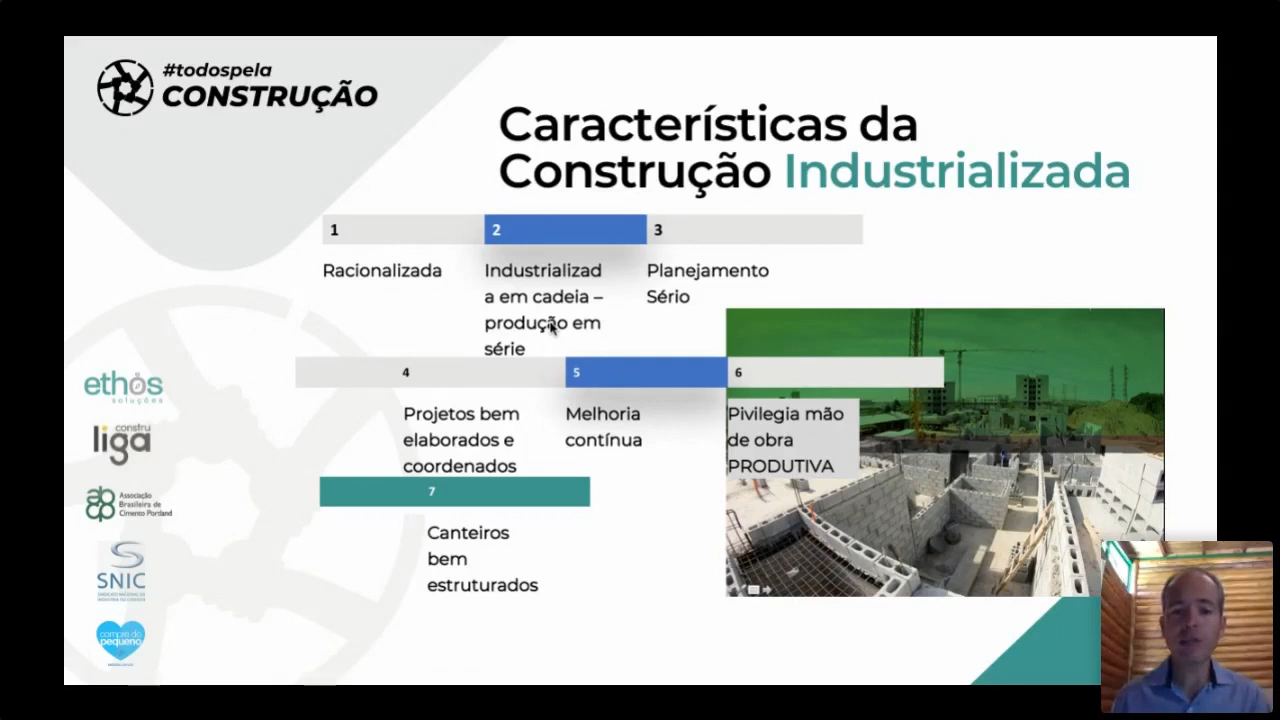 #todospela
CONSTRUÇÃO
Características da
Construção Industrializada
1
Racionalizada
2
Industrializad
a em cadeia –
produção em
série
3
Planejamento
Sério
4
Projetos bem
elaborados e
coordenados
5
Melhoria
contínua
6
Pivilegia mão
de obra
PRODUTIVA
7
Canteiros
bem
estruturados
ethos
soluções
constru
liga
abcp
Associação
Brasileira de
Cimento Portland
SNIC
compre do
pequeno